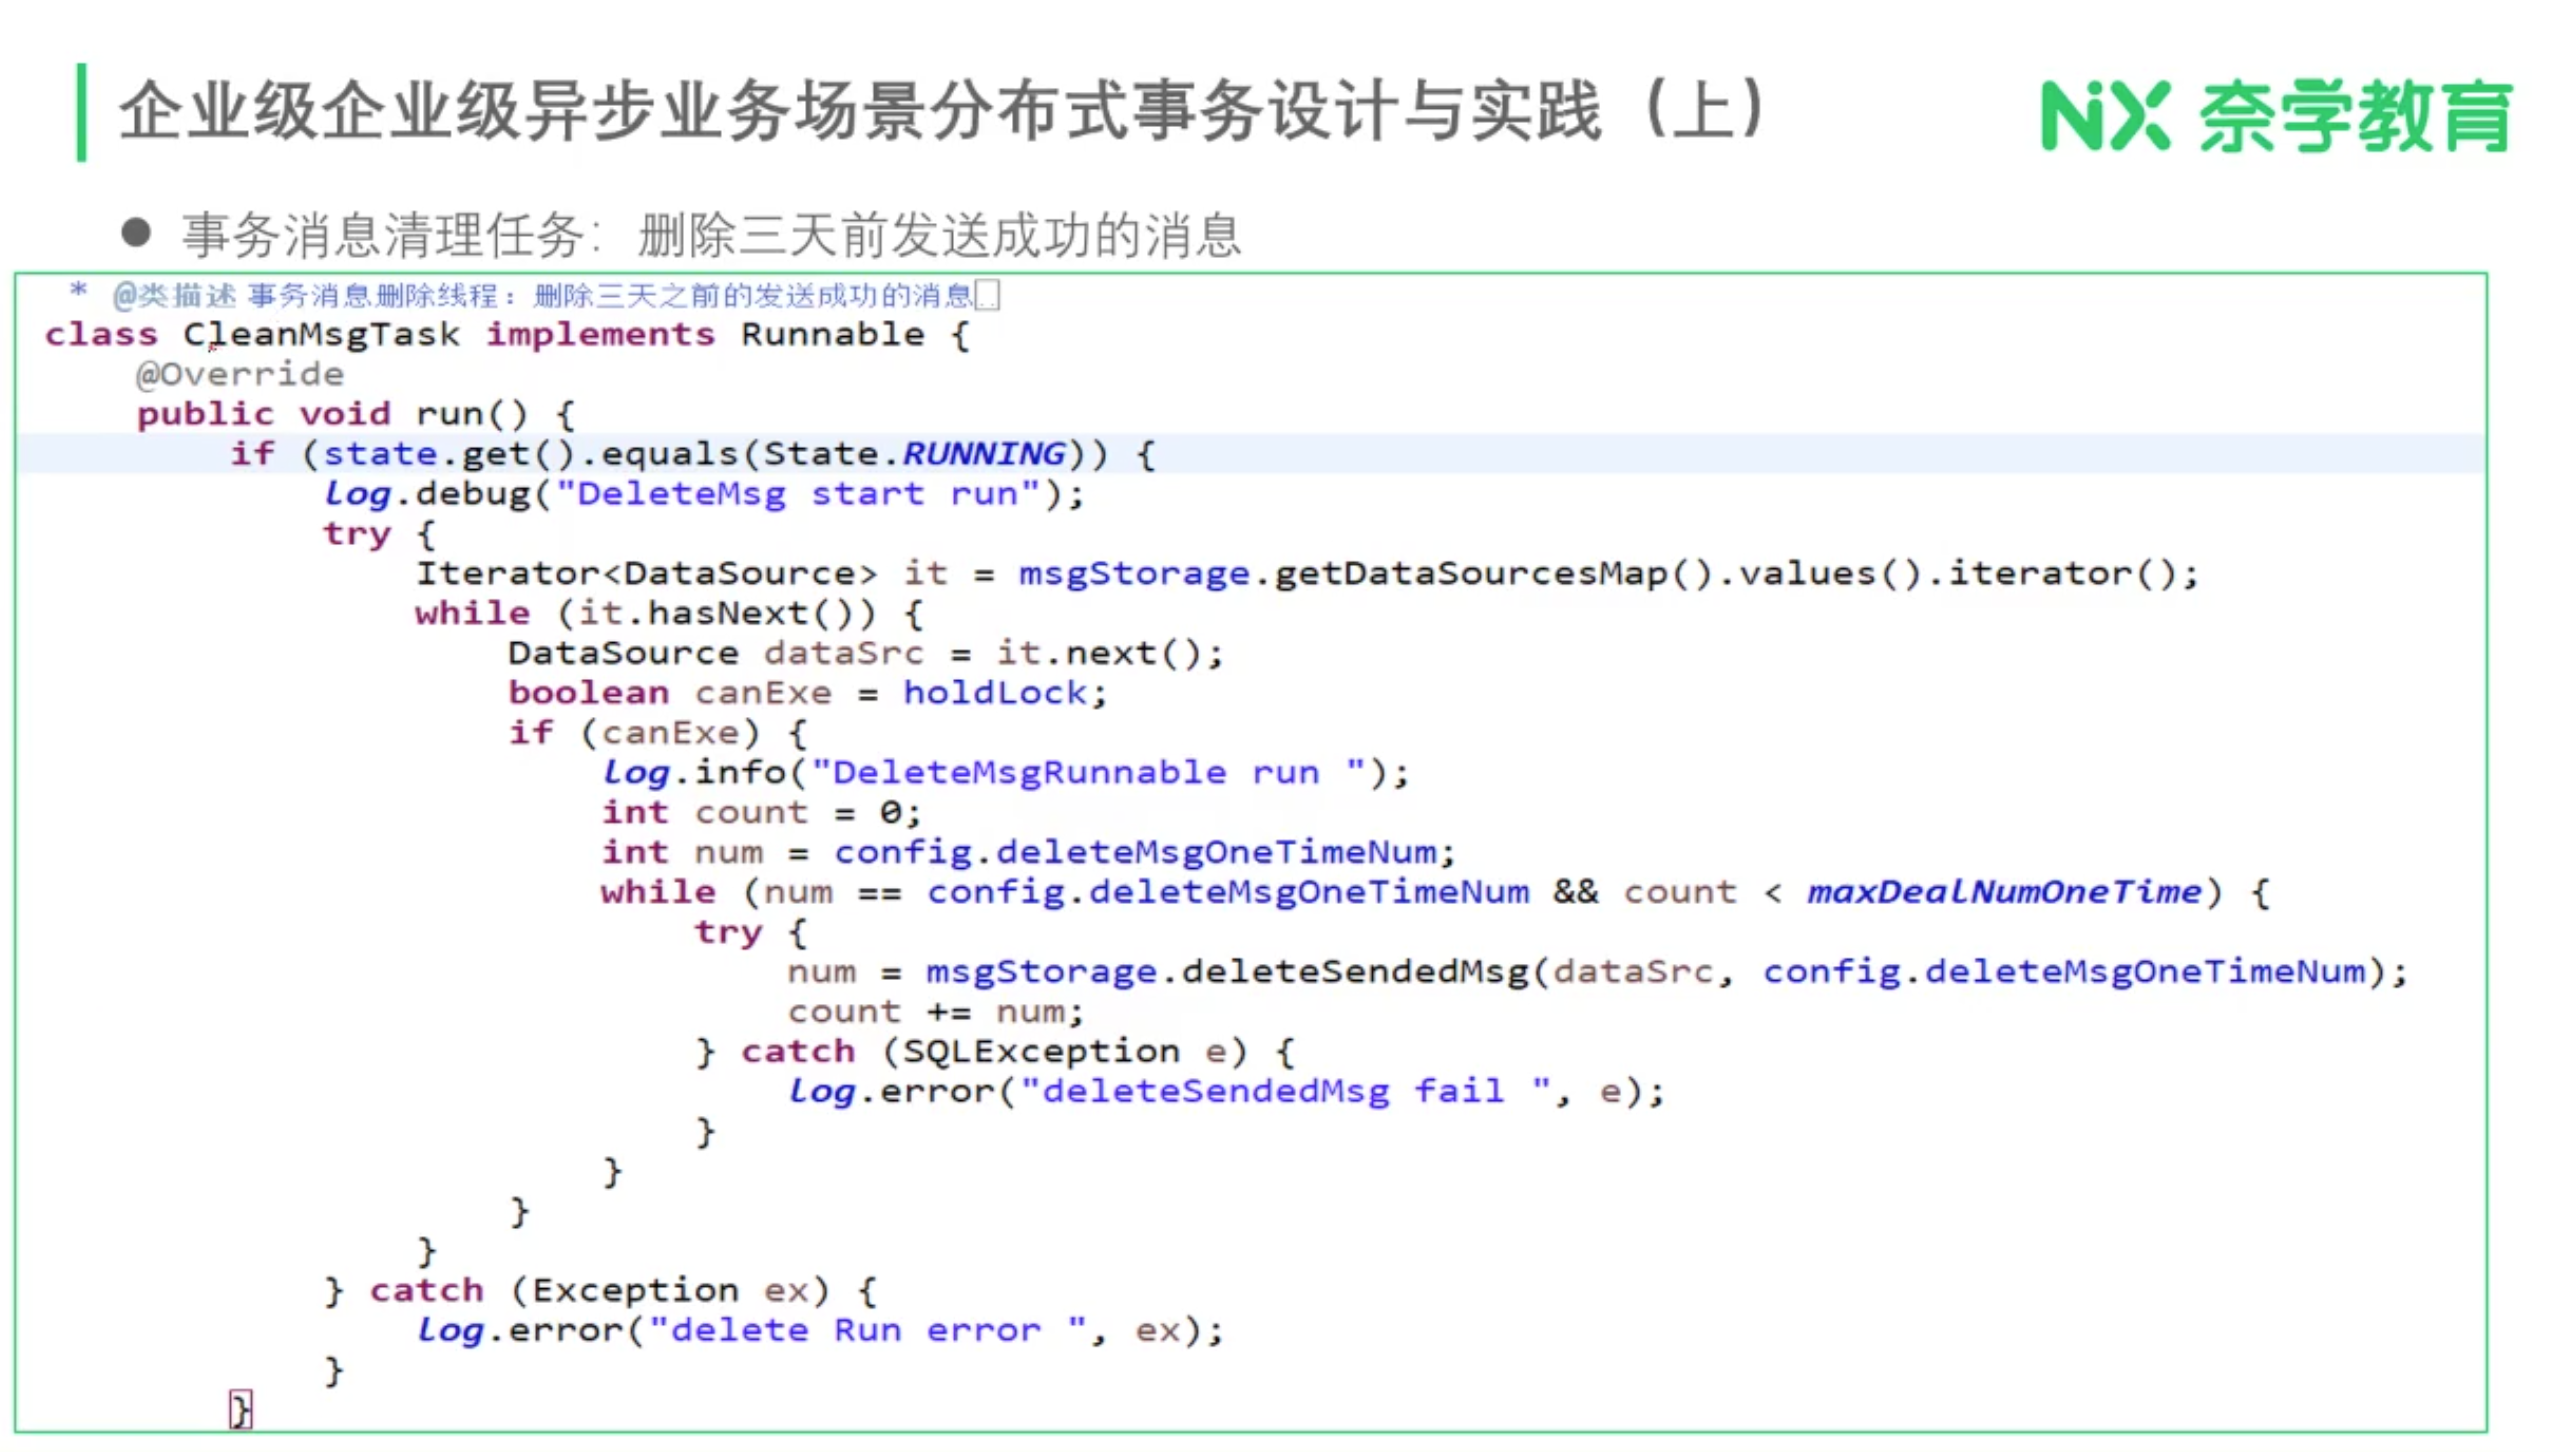 企业级企业级异步业务场景分布式事务设计与实践（上）
NiX 奈学教育
● 事务消息清理任务：删除三天前发送成功的消息
* @类描述 事务消息删除线程：删除三天之前的发送成功的消息..
class CleanMsgTask implements Runnable {
@Override
public void run() {
if (state.get().equals(State.RUNNING)) {
log.debug("DeleteMsg start run");
try {
Iterator<DataSource> it = msgStorage.getDataSourcesMap().values().iterator();
while (it.hasNext()) {
DataSource dataSrc = it.next();
boolean canExe = holdLock;
if (canExe) {
log.info("DeleteMsgRunnable run ");
int count = 0;
int num = config.deleteMsgOneTimeNum;
while (num == config.deleteMsgOneTimeNum && count < maxDealNumOneTime) {
try {
num = msgStorage.deleteSendedMsg(dataSrc, config.deleteMsgOneTimeNum);
count += num;
} catch (SQLException e) {
log.error("deleteSendedMsg fail ", e);
}
}
}
}
} catch (Exception ex) {
log.error("delete Run error ", ex);
}
}